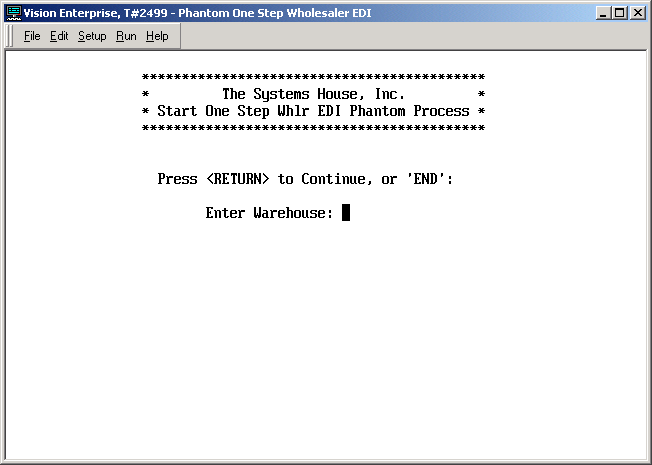 Vision Enterprise, T#2499 - Phantom One Step Wholesaler EDI
File Edit Setup Run Help
*******************************************
* The Systems House, Inc. *
* Start One Step Whlr EDI Phantom Process *
*******************************************
Press <RETURN> to Continue, or 'END':
Enter Warehouse: